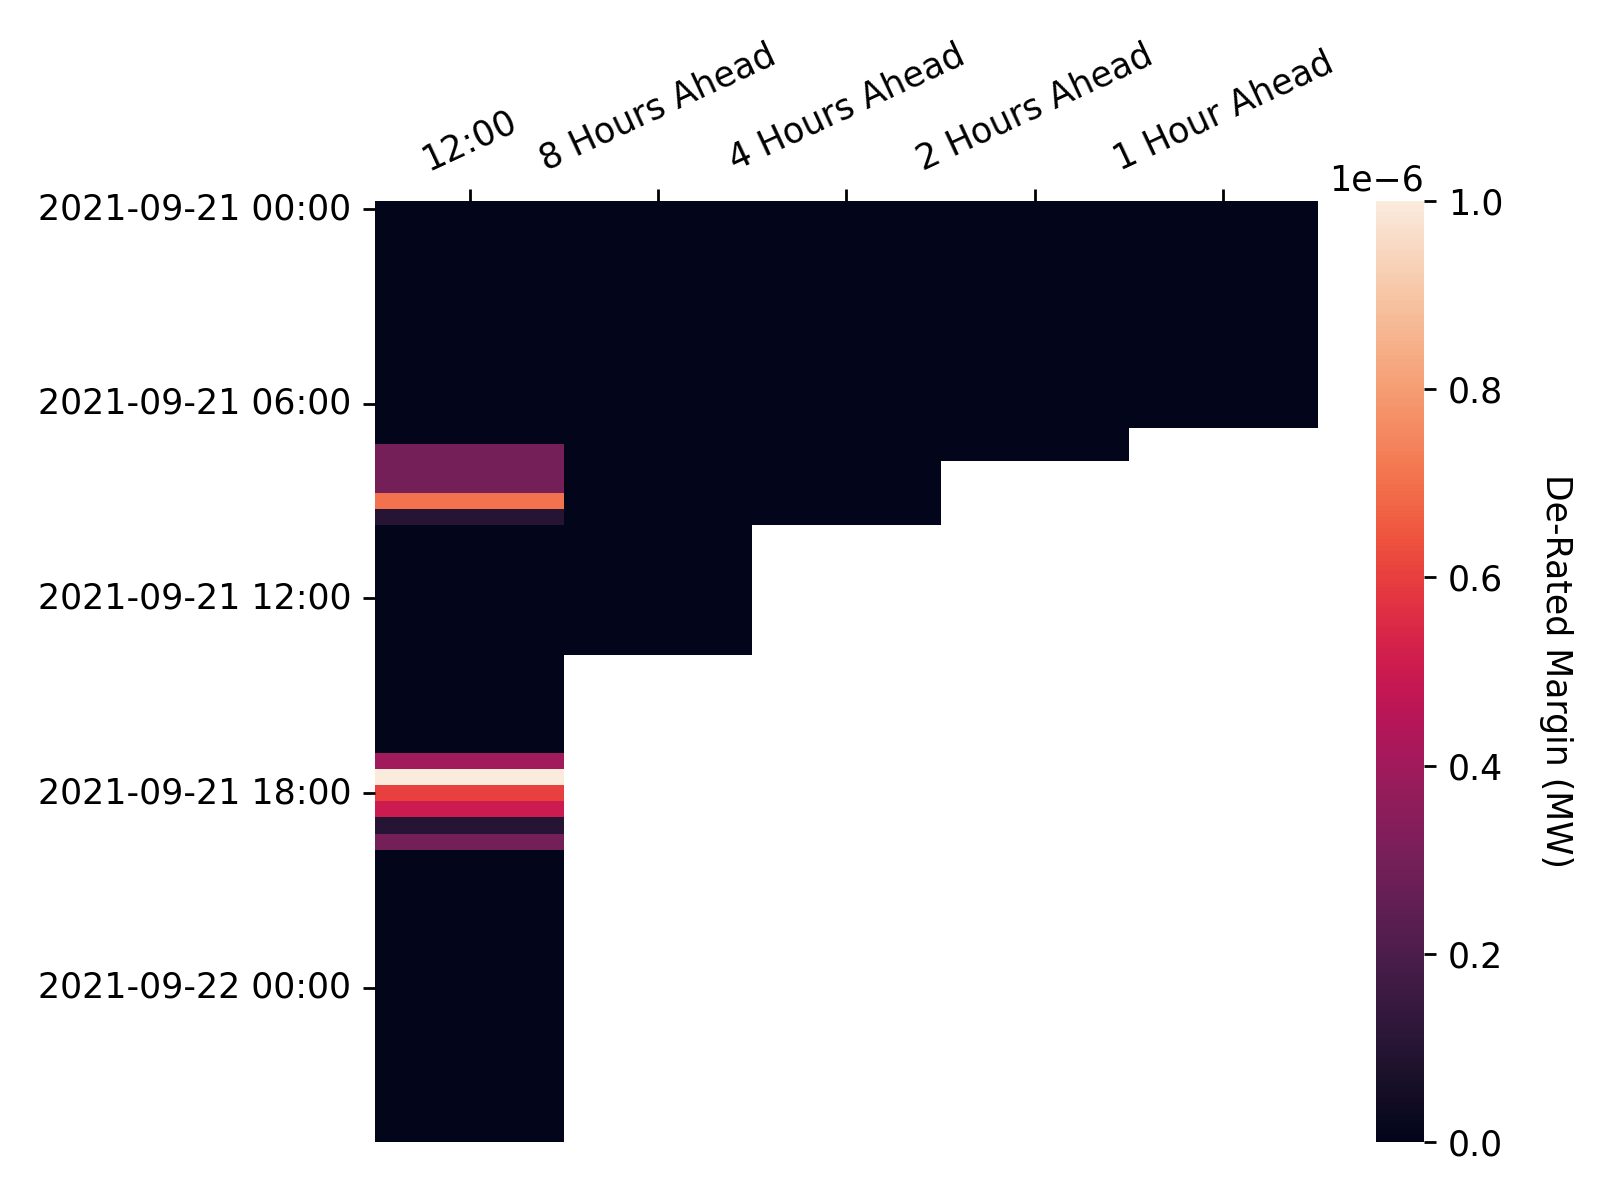 12:00
8 Hours Ahead
4 Hours Ahead
2 Hours Ahead
1 Hour Ahead
2021-09-21 00:00
2021-09-21 06:00
2021-09-21 12:00
2021-09-21 18:00
2021-09-22 00:00
1e−6
1.0
0.8
0.6
0.4
0.2
0.0
De-Rated Margin (MW)